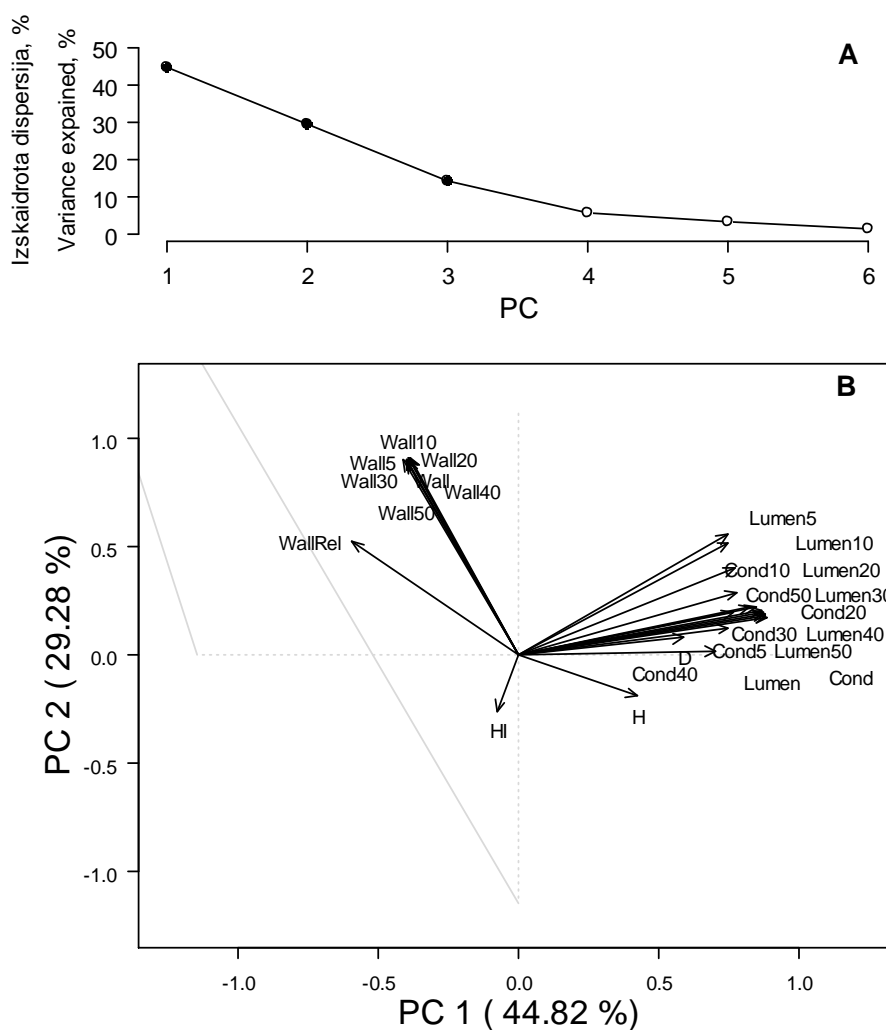 A
Izskaidrota dispersija, %
Variance expained, %
50
40
30
20
10
0
1 2 3 4 5 6
PC
B
PC 2 ( 29.28 %)
1.0
0.5
0.0
-0.5
-1.0
Wall10
Wall5 Wall20
Wall30 Wall Wall40
Wall50
WallRel
Lumen5
Lumen10
Cond10 Lumen20
Cond50 Lumen30
Cond20
Cond30 Lumen40
D Cond5 Lumen50
Cond40 Lumen Cond
HI H
-1.0 -0.5 0.0 0.5 1.0
PC 1 ( 44.82 %)